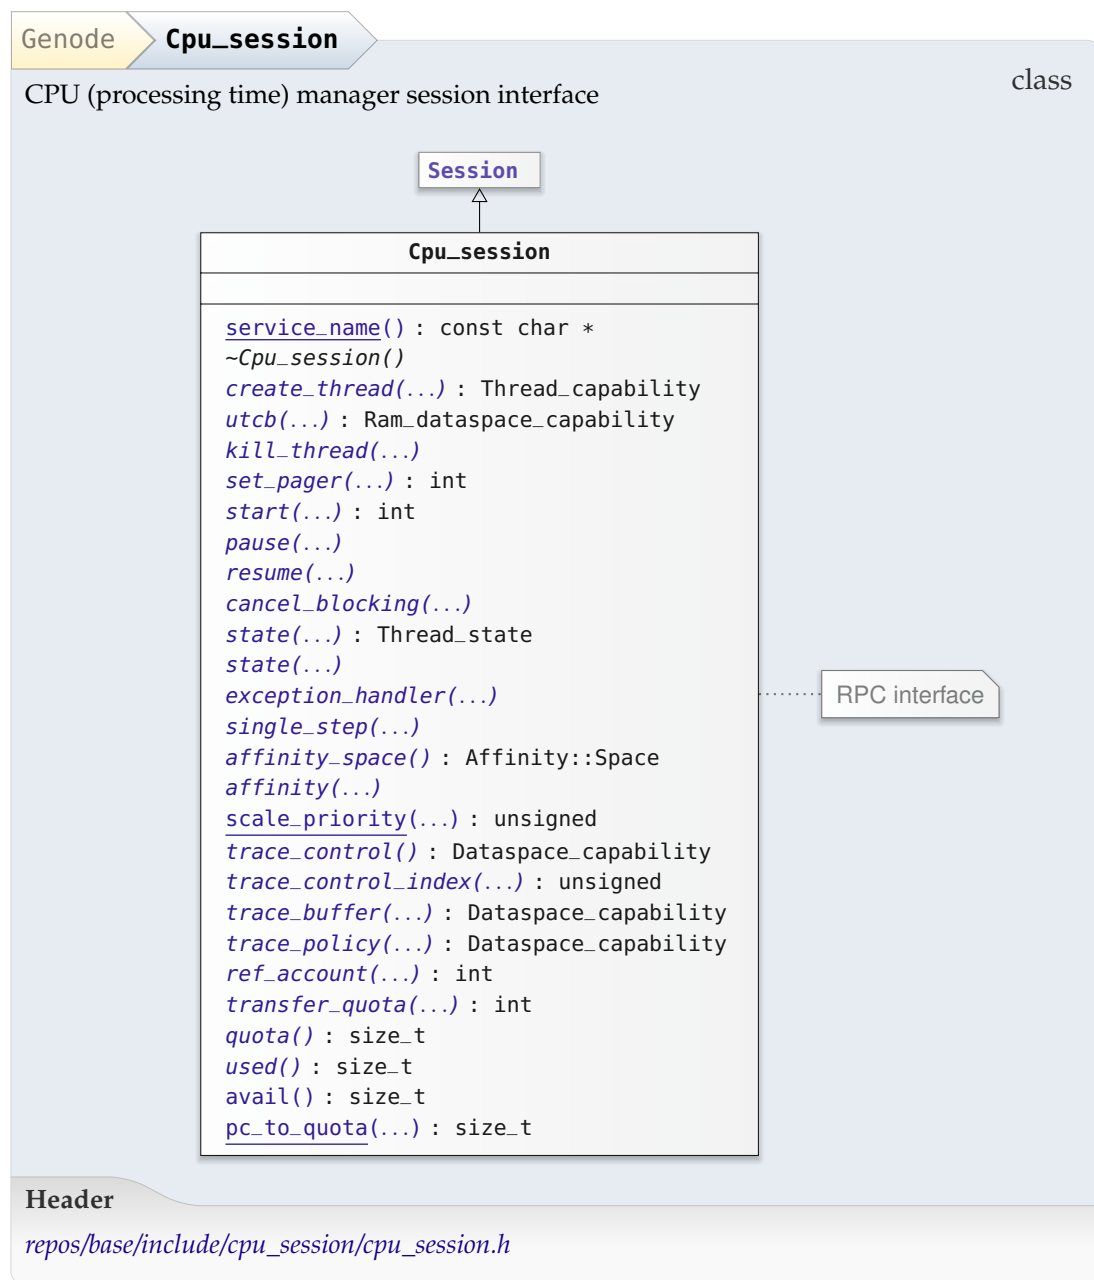 Genode Cpu_session
class
CPU (processing time) manager session interface
Session
Cpu_session
service_name() : const char *
~Cpu_session()
create_thread(...) : Thread_capability
utcb(...) : Ram_dataspace_capability
kill_thread(...)
set_pager(...) : int
start(...) : int
pause(...)
resume(...)
cancel_blocking(...)
state(...) : Thread_state
state(...)
exception_handler(...)
RPC interface
single_step(...)
affinity_space() : Affinity::Space
affinity(...)
scale_priority(...) : unsigned
trace_control() : Dataspace_capability
trace_control_index(...) : unsigned
trace_buffer(...) : Dataspace_capability
trace_policy(...) : Dataspace_capability
ref_account(...) : int
transfer_quota(...) : int
quota() : size_t
used() : size_t
avail() : size_t
pc_to_quota(...) : size_t
Header
repos/base/include/cpu_session/cpu_session.h